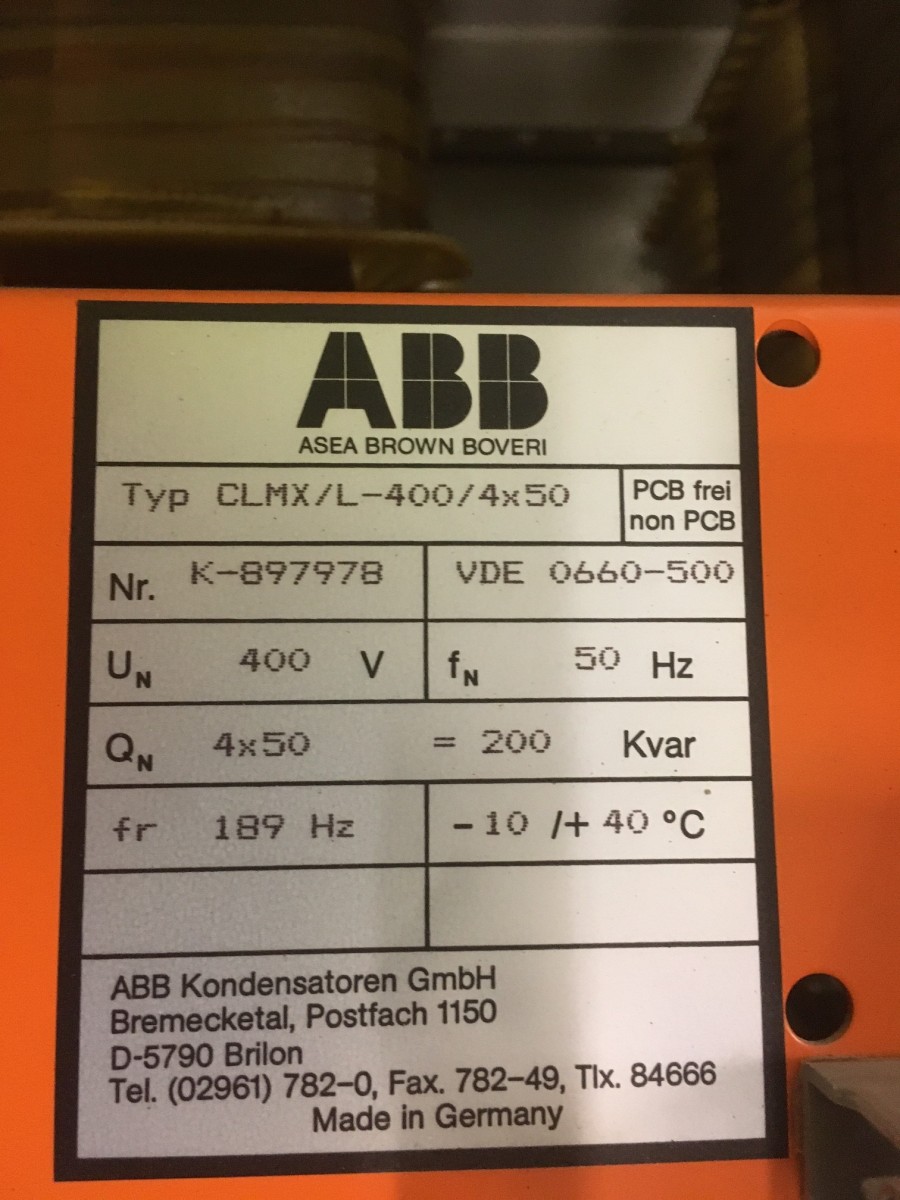 ABB
ASEA BROWN BOVERI
Typ CLMX/L-400/4x50
PCB frei
non PCB
Nr. K-897978
VDE 0660-500
UN 400 V
fN 50 Hz
QN 4x50 = 200 Kvar
fr 189 Hz
-10 /+ 40 °C
ABB Kondensatoren GmbH
Bremecketal, Postfach 1150
D-5790 Brilon
Tel. (02961) 782-0, Fax. 782-49, Tlx. 84666
Made in Germany